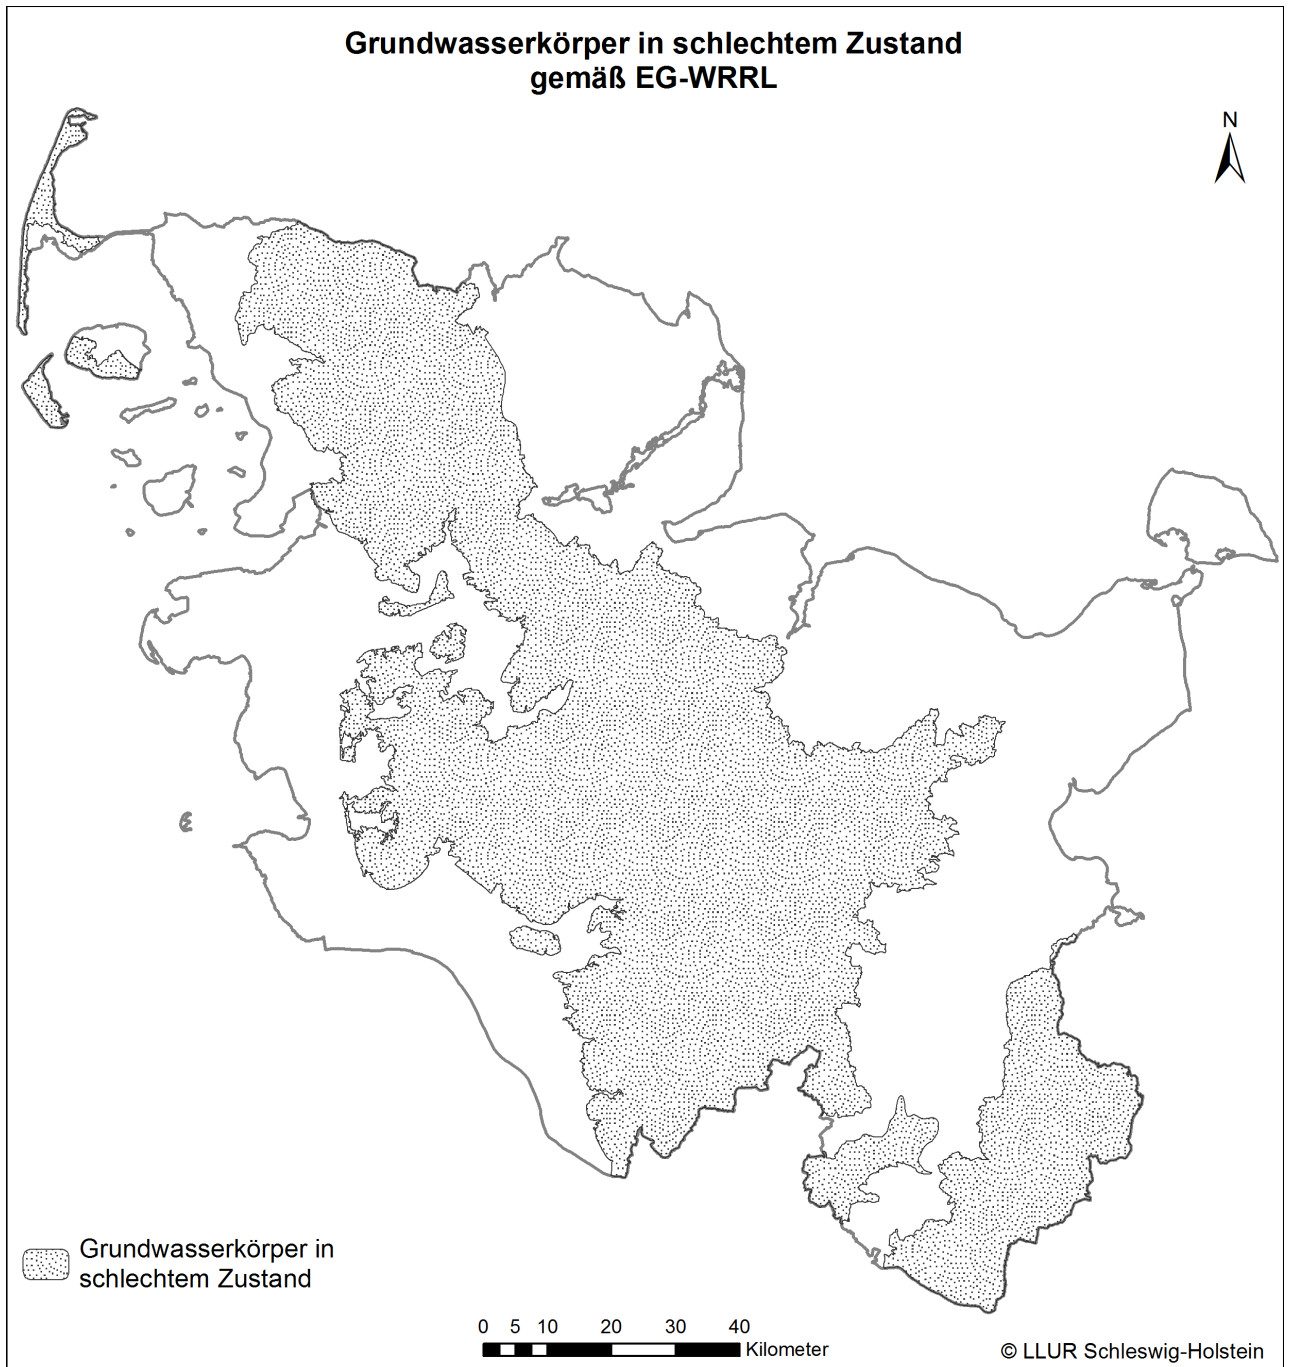 Grundwasserkörper in schlechtem Zustand
gemäß EG-WRRL
N
Grundwasserkörper in
schlechtem Zustand
0 5 10 20 30 40
Kilometer
© LLUR Schleswig-Holstein